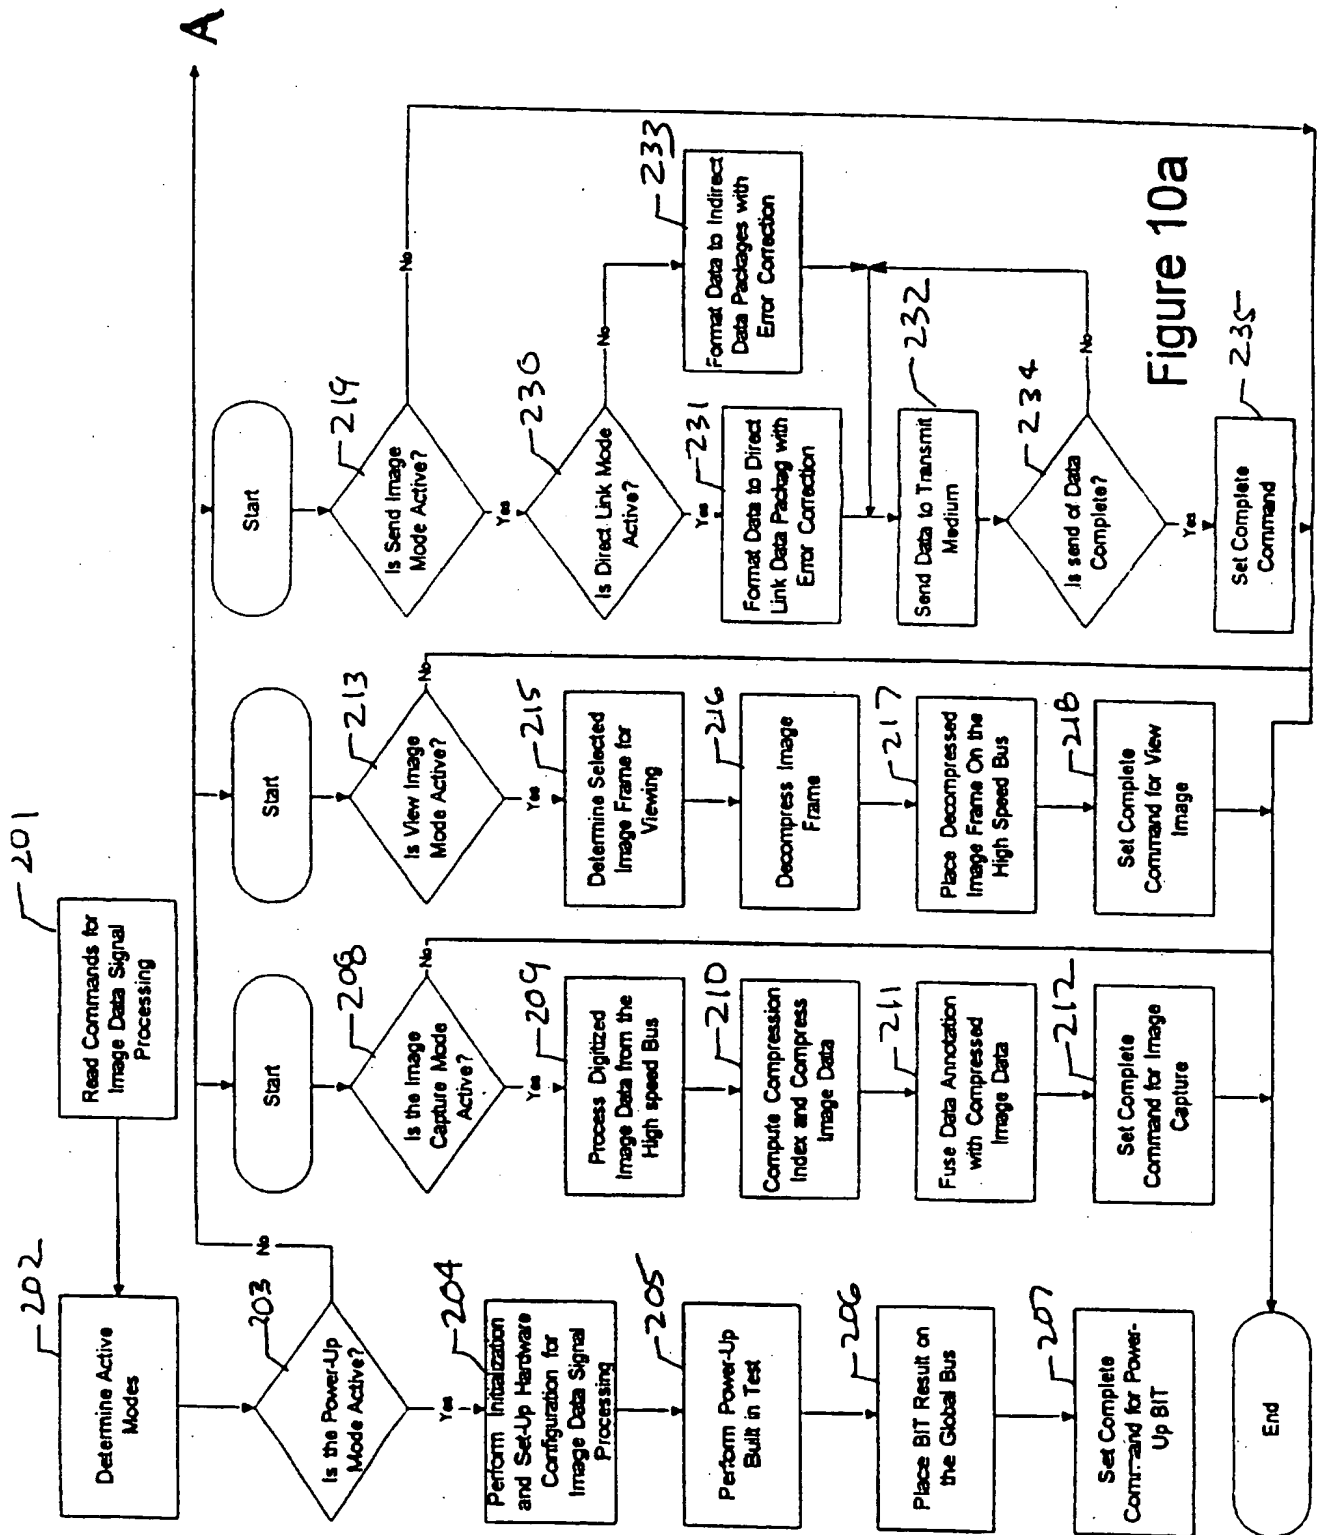 201
Read Commands for
Image Data Signal
Processing
202
Determine Active
Modes
203
Is the Power-Up
Mode Active?
No
A
Yes
204
Perform Initialization
and Set-Up Hardware
Configuration for
Image Data Signal
Processing
205
Perform Power-Up
Built in Test
206
Place BIT Result on
the Global Bus
207
Set Complete
Command for Power-
Up BIT
End
Start
208
Is the Image
Capture Mode
Active?
No
Yes
209
Process Digitized
Image Data from the
High speed Bus
210
Compute Compression
Index and Compress
Image Data
211
Fuse Data Annotation
with Compressed
Image Data
212
Set Complete
Command for Image
Capture
Start
213
Is View Image
Mode Active?
No
Yes
215
Determine Selected
Image Frame for
Viewing
216
Decompress Image
Frame
217
Place Decompressed
Image Frame On the
High Speed Bus
218
Set Complete
Command for View
Image
Start
219
Is Send Image
Mode Active?
No
Yes
230
Is Direct Link Mode
Active?
No
Yes
231
Format Data to Direct
Link Data Packag with
Error Correction
233
Format Data to Indirect
Data Packages with
Error Correction
232
Send Data to Transmit
Medium
234
Is send of Data
Complete?
No
Yes
235
Set Complete
Command
Figure 10a